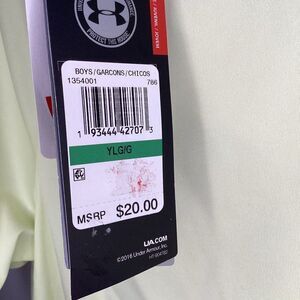 PROTECT THIS HOUSE
BOYS/GARCONS/CHICOS
1354001 786
1 93444 42707 3
YLG/G
MSRP $20.00
UA.COM
©2016 Under Armour, Inc.